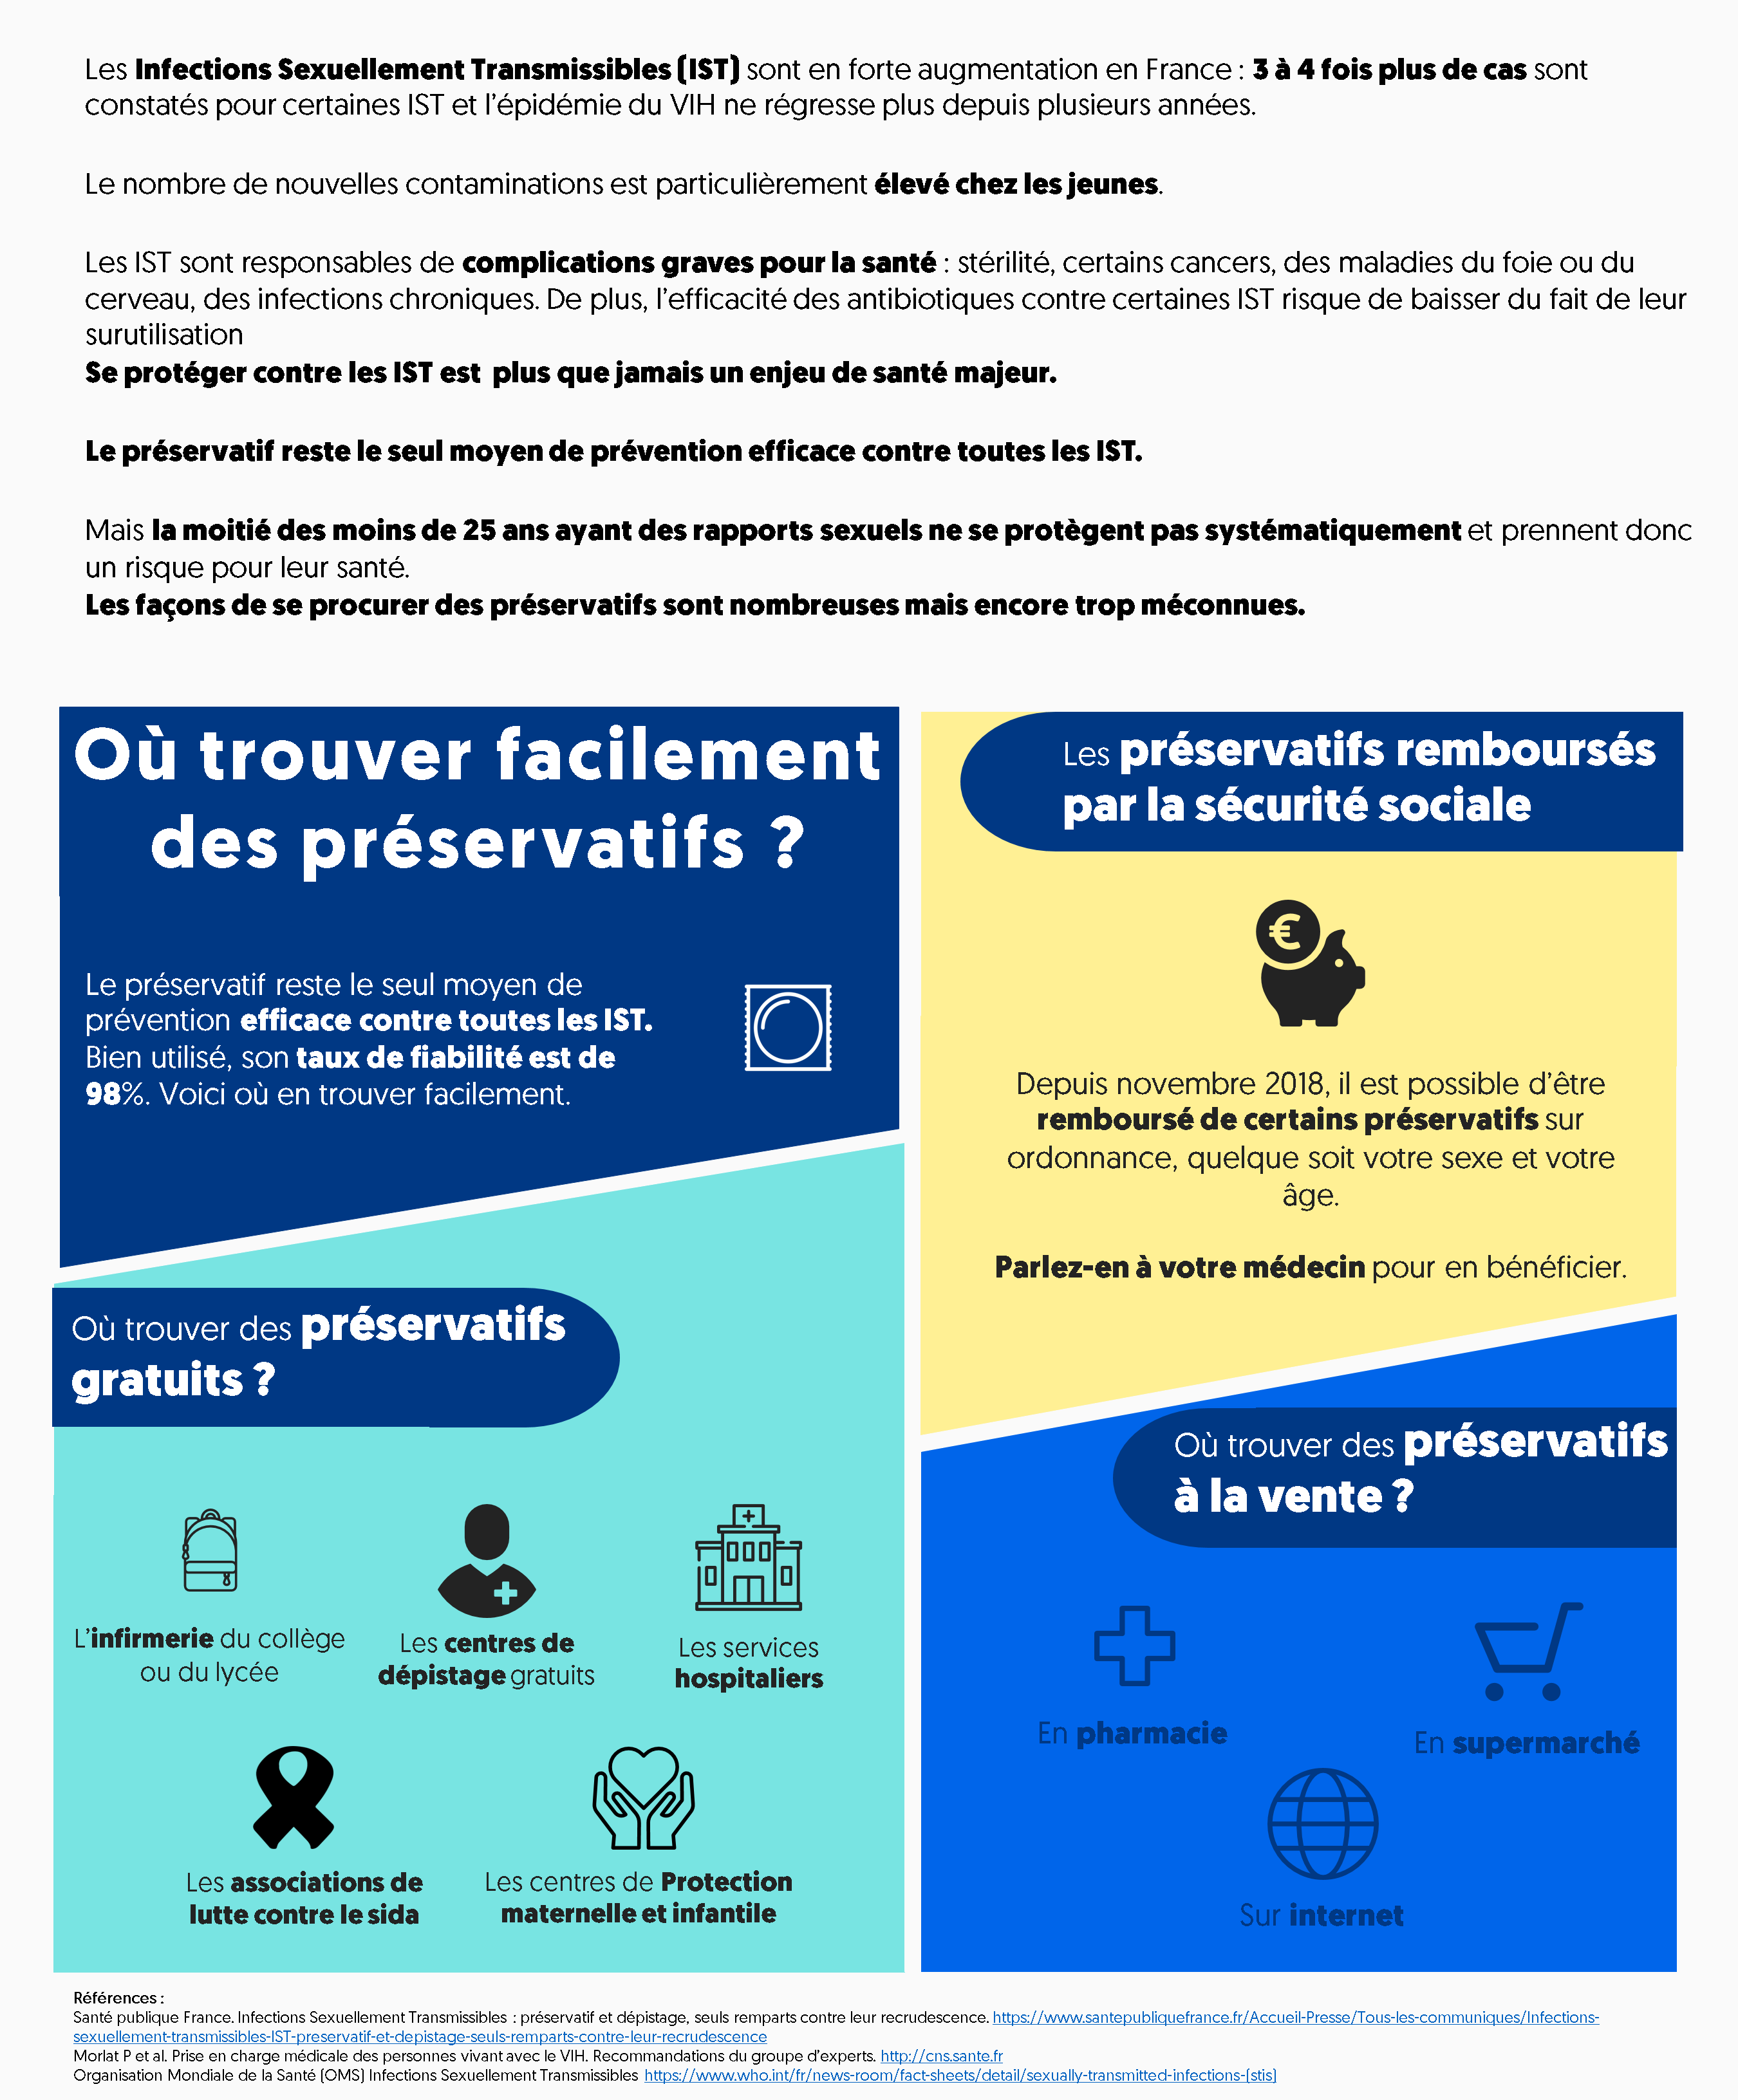 Les Infections Sexuellement Transmissibles (IST) sont en forte augmentation en France : 3 à 4 fois plus de cas sont
constatés pour certaines IST et l’épidémie du VIH ne régresse plus depuis plusieurs années.
Le nombre de nouvelles contaminations est particulièrement élevé chez les jeunes.
Les IST sont responsables de complications graves pour la santé : stérilité, certains cancers, des maladies du foie ou du
cerveau, des infections chroniques. De plus, l’efficacité des antibiotiques contre certaines IST risque de baisser du fait de leur
surutilisation
Se protéger contre les IST est plus que jamais un enjeu de santé majeur.
Le préservatif reste le seul moyen de prévention efficace contre toutes les IST.
Mais la moitié des moins de 25 ans ayant des rapports sexuels ne se protègent pas systématiquement et prennent donc
un risque pour leur santé.
Les façons de se procurer des préservatifs sont nombreuses mais encore trop méconnues.
Où trouver facilement
des préservatifs ?
Le préservatif reste le seul moyen de
prévention efficace contre toutes les IST.
Bien utilisé, son taux de fiabilité est de
98%. Voici où en trouver facilement.
Où trouver des préservatifs
gratuits ?
L’infirmerie du collège
ou du lycée
Les centres de
dépistage gratuits
Les services
hospitaliers
Les associations de
lutte contre le sida
Les centres de Protection
maternelle et infantile
Les préservatifs remboursés
par la sécurité sociale
€
Depuis novembre 2018, il est possible d’être
remboursé de certains préservatifs sur
ordonnance, quelque soit votre sexe et votre
âge.
Parlez-en à votre médecin pour en bénéficier.
Où trouver des préservatifs
à la vente ?
En pharmacie
En supermarché
Sur internet
Références :
Santé publique France. Infections Sexuellement Transmissibles : préservatif et dépistage, seuls remparts contre leur recrudescence. https://www.santepubliquefrance.fr/Accueil-Presse/Tous-les-communiques/Infections-
sexuellement-transmissibles-IST-preservatif-et-depistage-seuls-remparts-contre-leur-recrudescence
Morlat P et al. Prise en charge médicale des personnes vivant avec le VIH. Recommandations du groupe d’experts. http://cns.sante.fr
Organisation Mondiale de la Santé (OMS) Infections Sexuellement Transmissibles https://www.who.int/fr/news-room/fact-sheets/detail/sexually-transmitted-infections-(stis)